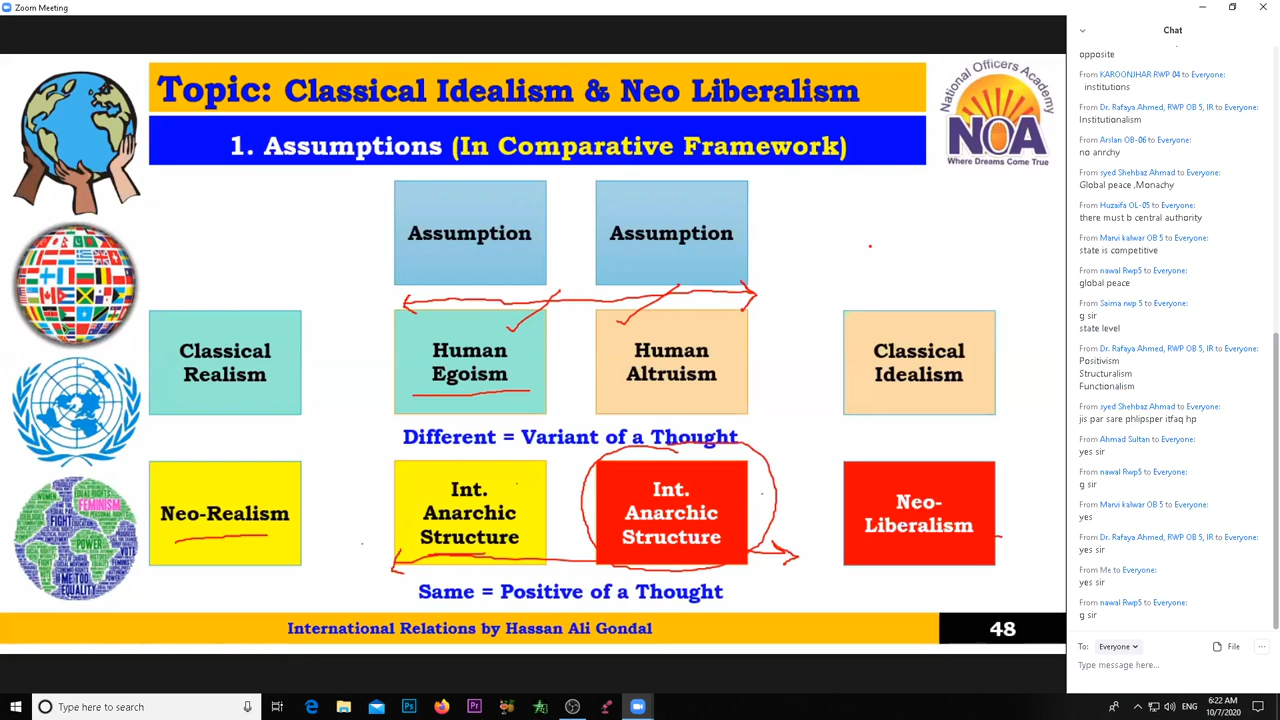 Zoom Meeting
Topic: Classical Idealism & Neo Liberalism
1. Assumptions (In Comparative Framework)
National Officers Academy
NOA
Where Dreams Come True
Assumption
Assumption
Classical
Realism
Human
Egoism
Human
Altruism
Classical
Idealism
Different = Variant of a Thought
Neo-Realism
Int.
Anarchic
Structure
Int.
Anarchic
Structure
Neo-
Liberalism
Same = Positive of a Thought
International Relations by Hassan Ali Gondal
48
FEMINISM
FIGHT
POWER
ME TOO
EQUALITY
Chat
opposite
From KAROONJHAR RWP 04 to Everyone:
institutions
From Dr. Rafaya Ahmed, RWP OB 5, IR to Everyone:
Institutionalism
From Arslan OB-06 to Everyone:
no anrchy
From syed Shehbaz Ahmad to Everyone:
Global peace ,Monachy
From Huzaifa OL-05 to Everyone:
there must b central authority
From Marvi kalwar OB 5 to Everyone:
state is competitive
From nawal Rwp5 to Everyone:
global peace
From Saima rwp 5 to Everyone:
g sir
state level
From Dr. Rafaya Ahmed, RWP OB 5, IR to Everyone:
Positivism
Structuralism
Functionalism
From syed Shehbaz Ahmad to Everyone:
jis par sare phlipsper itfaq hp
From Ahmad Sultan to Everyone:
yes sir
From nawal Rwp5 to Everyone:
g sir
From Marvi kalwar OB 5 to Everyone:
yes
From Dr. Rafaya Ahmed, RWP OB 5, IR to Everyone:
yes sir
From Me to Everyone:
yes sir
From nawal Rwp5 to Everyone:
g sir
To: Everyone
File
Type message here...
Type here to search
Ps
Pr
ENG
6:22 AM
10/7/2020